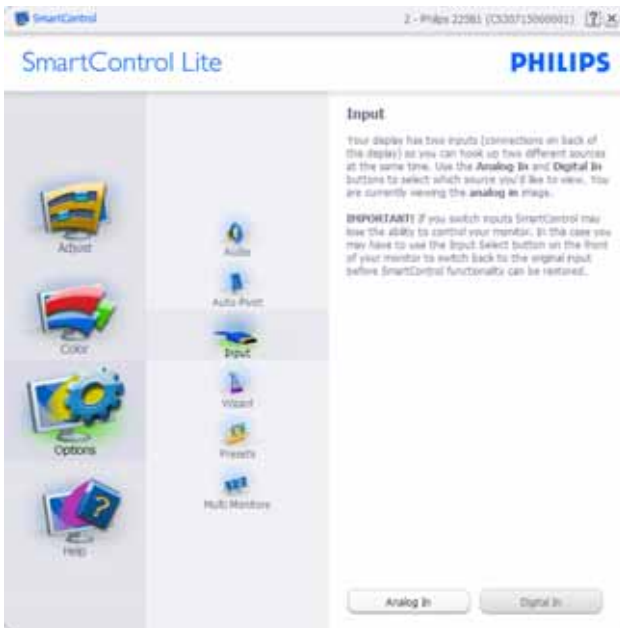 SmartControl
2 - Philips 225B1 (CS30715000001)
SmartControl Lite
PHILIPS
Adjust
Color
Options
Help
Audio
Auto Pivot
Input
Wizard
Presets
Multi Monitors
Input
Your display has two inputs (connections on back of
the display) so you can hook up two different sources
at the same time. Use the Analog In and Digital In
buttons to select which source you'd like to view. You
are currently viewing the analog in image.
IMPORTANT! If you switch inputs SmartControl may
lose the ability to control your monitor. In this case you
may have to use the Input Select button on the front
of your monitor to switch back to the original input
before SmartControl functionality can be restored.
Analog In
Digital In